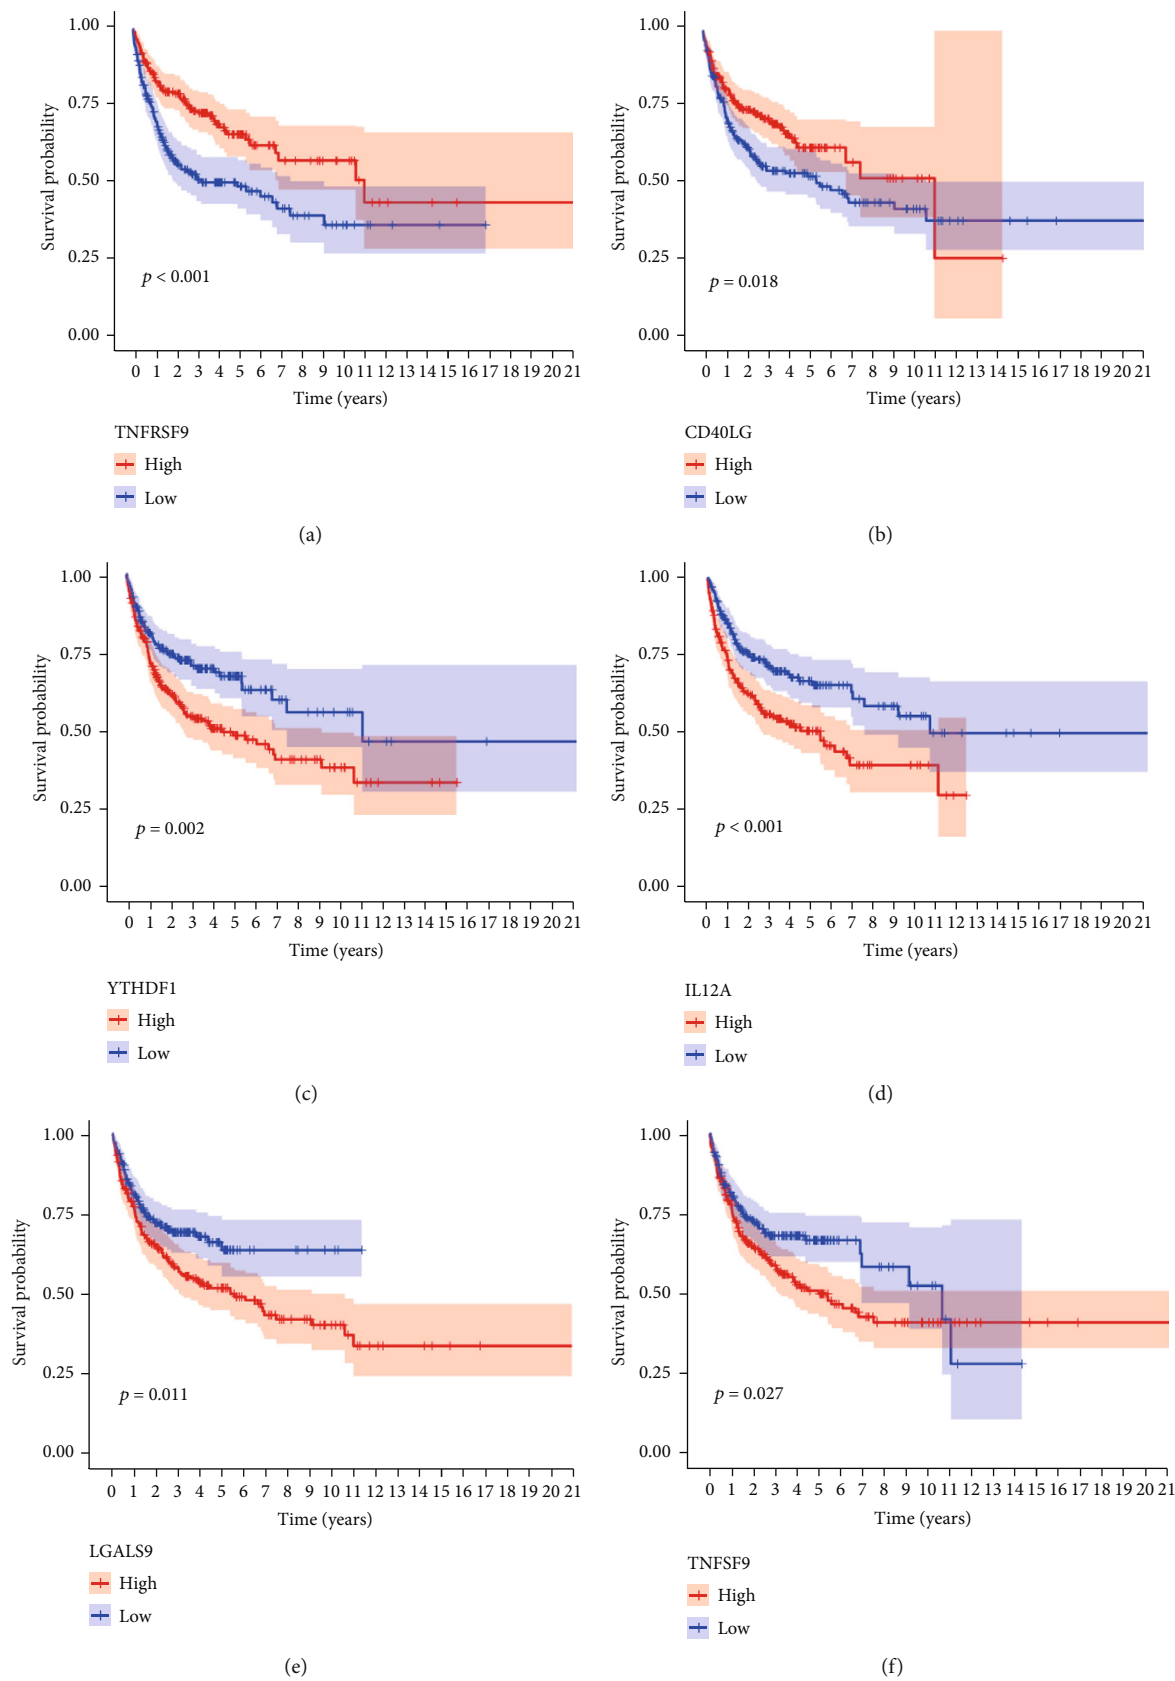 1.00
0.75
0.50
0.25
0.00
Survival probability
p < 0.001
0 1 2 3 4 5 6 7 8 9 10 11 12 13 14 15 16 17 18 19 20 21
Time (years)
TNFRSF9
High
Low
(a)
1.00
0.75
0.50
0.25
0.00
Survival probability
p = 0.018
0 1 2 3 4 5 6 7 8 9 10 11 12 13 14 15 16 17 18 19 20 21
Time (years)
CD40LG
High
Low
(b)
1.00
0.75
0.50
0.25
0.00
Survival probability
p = 0.002
0 1 2 3 4 5 6 7 8 9 10 11 12 13 14 15 16 17 18 19 20 21
Time (years)
YTHDF1
High
Low
(c)
1.00
0.75
0.50
0.25
0.00
Survival probability
p < 0.001
0 1 2 3 4 5 6 7 8 9 10 11 12 13 14 15 16 17 18 19 20 21
Time (years)
IL12A
High
Low
(d)
1.00
0.75
0.50
0.25
0.00
Survival probability
p = 0.011
0 1 2 3 4 5 6 7 8 9 10 11 12 13 14 15 16 17 18 19 20 21
Time (years)
LGALS9
High
Low
(e)
1.00
0.75
0.50
0.25
0.00
Survival probability
p = 0.027
0 1 2 3 4 5 6 7 8 9 10 11 12 13 14 15 16 17 18 19 20 21
Time (years)
TNFSF9
High
Low
(f)